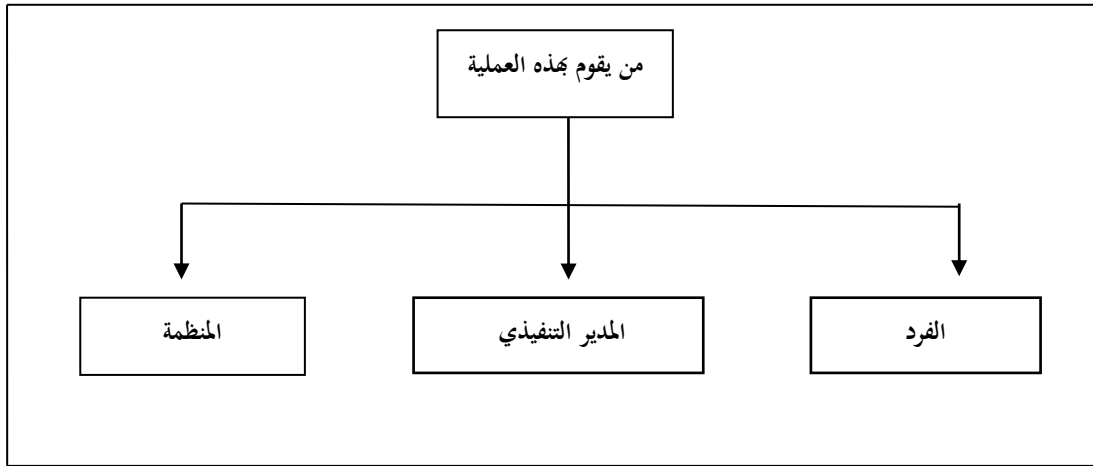 من يقوم بهذه العملية
الفرد
المدير التنفيذي
المنظمة